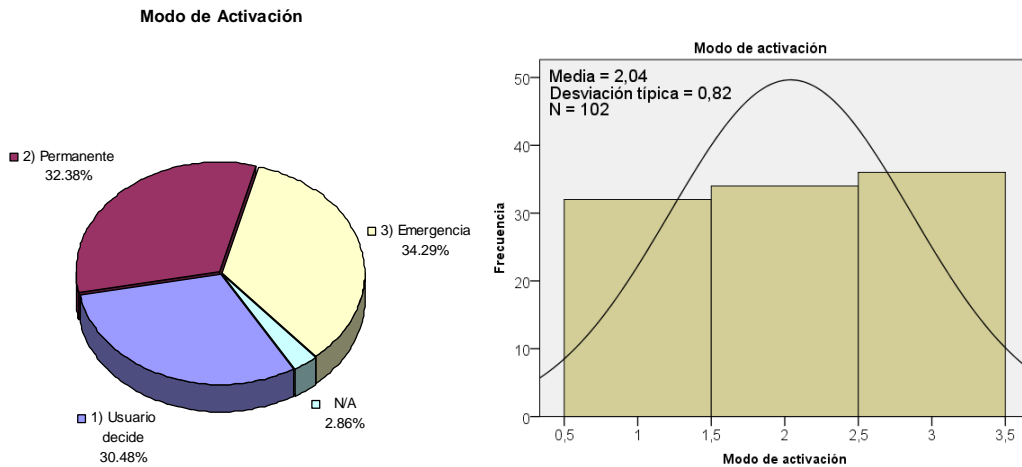 Modo de Activación
2) Permanente
32.38%
3) Emergencia
34.29%
1) Usuario
decide
30.48%
N/A
2.86%
Modo de activación
Media = 2,04
Desviación típica = 0,82
N = 102
Frecuencia
50
40
30
20
10
0
0,5
1
1,5
2
2,5
3
3,5
Modo de activación